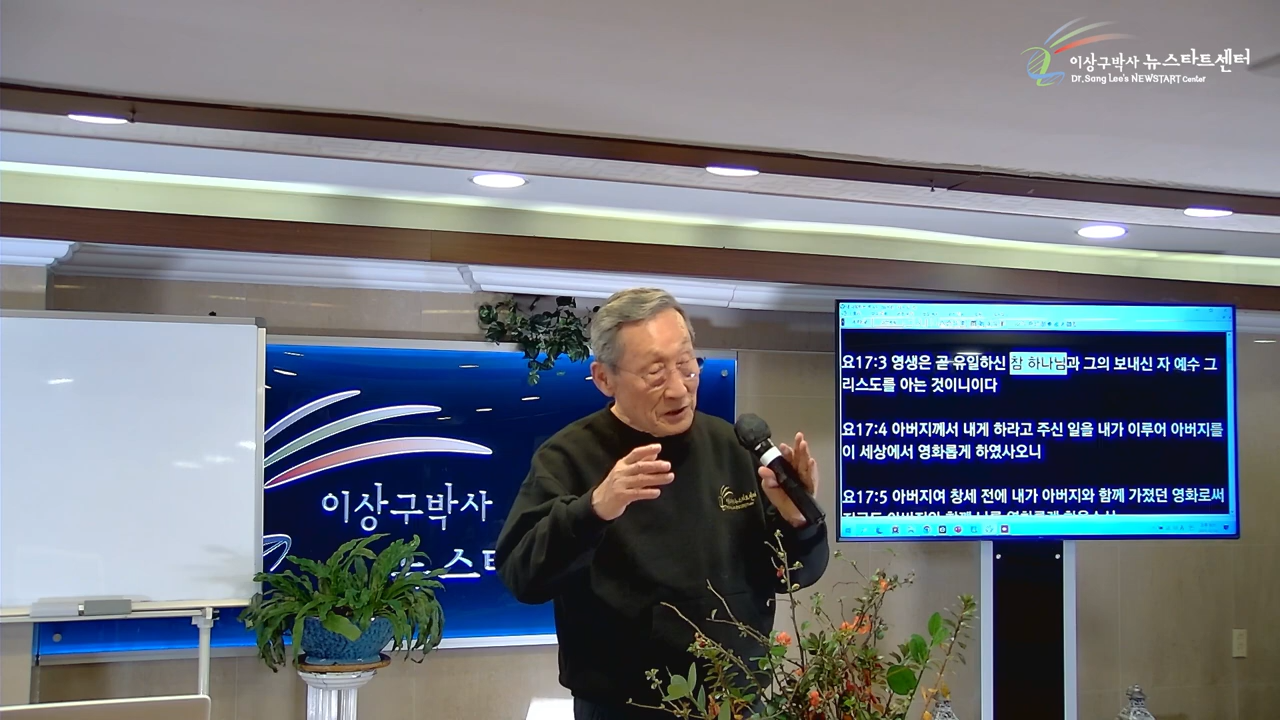 이상구박사 뉴스타트센터
Dr. Sang Lee's NEWSTART Center
이상구박사
뉴스타
요17:3 영생은 곧 유일하신 참 하나님과 그의 보내신 자 예수 그
리스도를 아는 것이니이다
요17:4 아버지께서 내게 하라고 주신 일을 내가 이루어 아버지를
이 세상에서 영화롭게 하였사오니
요17:5 아버지여 창세 전에 내가 아버지와 함께 가졌던 영화로써